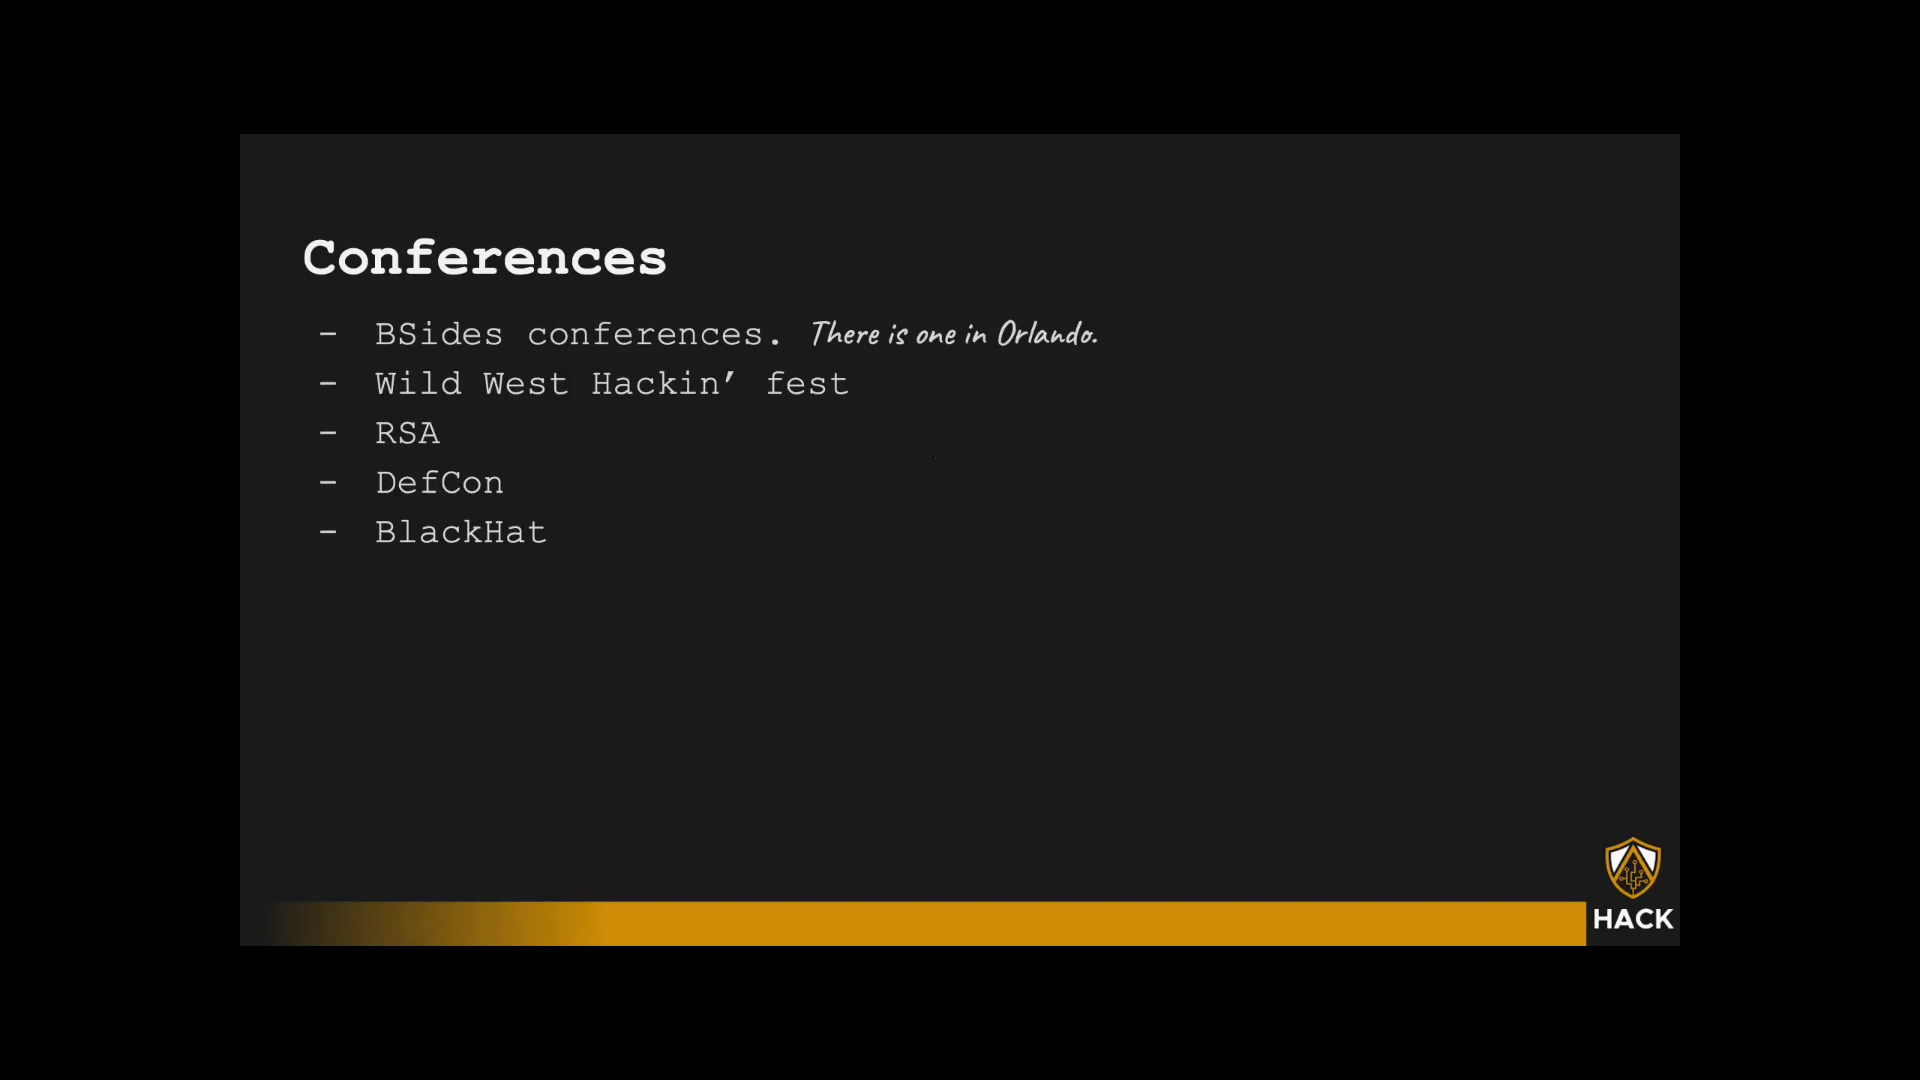 Conferences
- BSides conferences. There is one in Orlando.
- Wild West Hackin’ fest
- RSA
- DefCon
- BlackHat
HACK